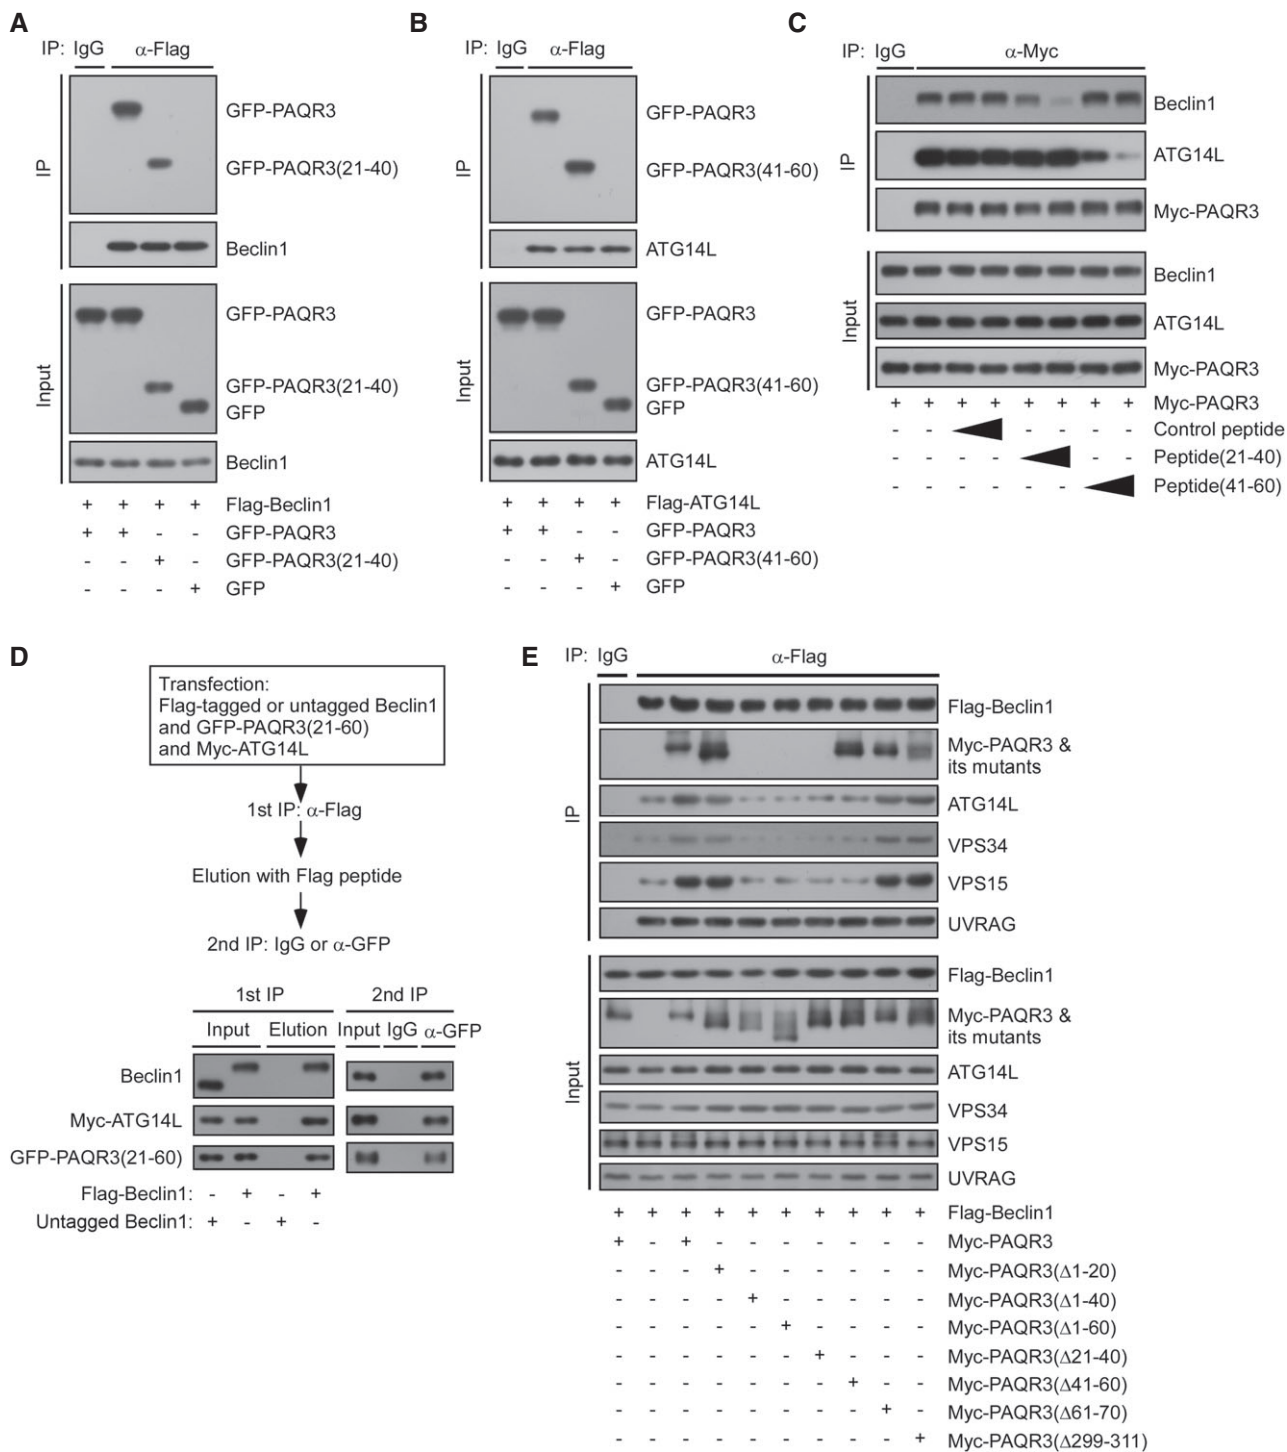 A
IP: IgG α-Flag
IP
GFP-PAQR3
GFP-PAQR3(21-40)
Beclin1
Input
GFP-PAQR3
GFP-PAQR3(21-40)
GFP
Beclin1
+ + + + Flag-Beclin1
+ + - - GFP-PAQR3
- - + - GFP-PAQR3(21-40)
- - - + GFP
B
IP: IgG α-Flag
IP
GFP-PAQR3
GFP-PAQR3(41-60)
ATG14L
Input
GFP-PAQR3
GFP-PAQR3(41-60)
GFP
ATG14L
+ + + + Flag-ATG14L
+ + - - GFP-PAQR3
- - + - GFP-PAQR3(41-60)
- - - + GFP
C
IP: IgG α-Myc
IP
Beclin1
ATG14L
Myc-PAQR3
Input
Beclin1
ATG14L
Myc-PAQR3
+ + + + + + + + Myc-PAQR3
- - - - - - Control peptide
- - - - - - Peptide(21-40)
- - - - - - Peptide(41-60)
D
Transfection:
Flag-tagged or untagged Beclin1
and GFP-PAQR3(21-60)
and Myc-ATG14L
1st IP: α-Flag
Elution with Flag peptide
2nd IP: IgG or α-GFP
1st IP 2nd IP
Input Elution Input IgG α-GFP
Beclin1
Myc-ATG14L
GFP-PAQR3(21-60)
Flag-Beclin1: - + - +
Untagged Beclin1: + - + -
E
IP: IgG α-Flag
IP
Flag-Beclin1
Myc-PAQR3 &
its mutants
ATG14L
VPS34
VPS15
UVRAG
Input
Flag-Beclin1
Myc-PAQR3 &
its mutants
ATG14L
VPS34
VPS15
UVRAG
+ + + + + + + + + + Flag-Beclin1
+ - + - - - - - - - Myc-PAQR3
- - - + - - - - - - Myc-PAQR3(Δ1-20)
- - - - + - - - - - Myc-PAQR3(Δ1-40)
- - - - - + - - - - Myc-PAQR3(Δ1-60)
- - - - - - + - - - Myc-PAQR3(Δ21-40)
- - - - - - - + - - Myc-PAQR3(Δ41-60)
- - - - - - - - + - Myc-PAQR3(Δ61-70)
- - - - - - - - - + Myc-PAQR3(Δ299-311)